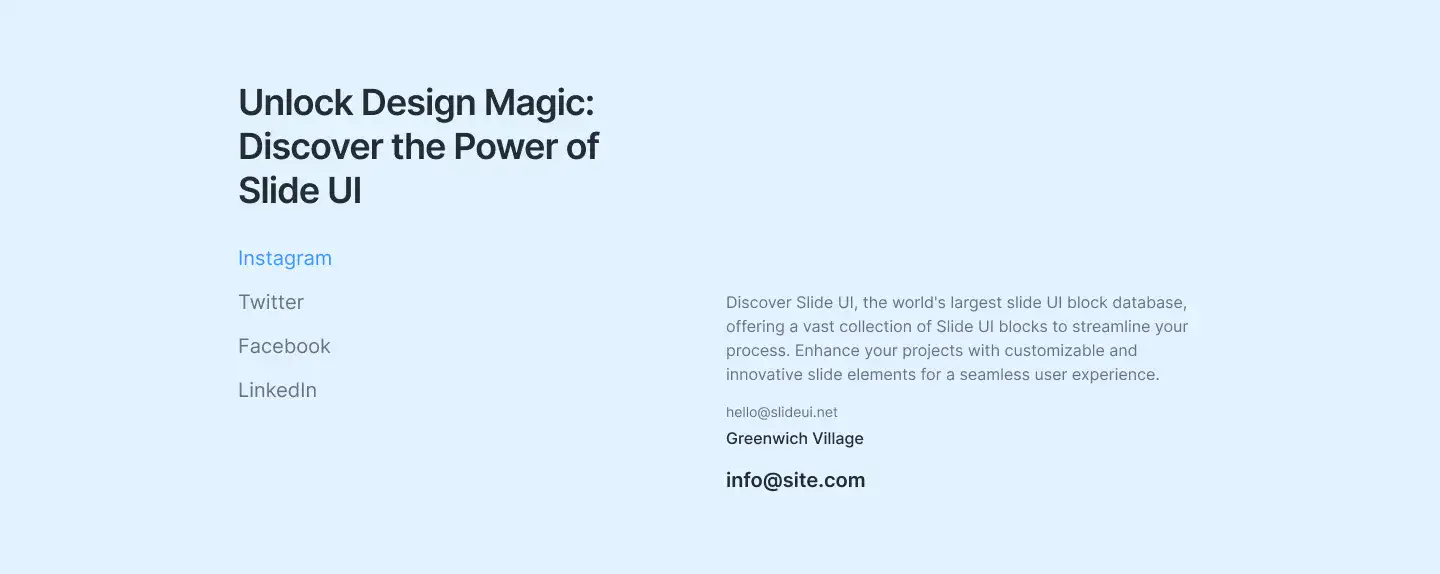 Unlock Design Magic:
Discover the Power of
Slide UI
Instagram
Twitter
Facebook
LinkedIn
Discover Slide UI, the world's largest slide UI block database,
offering a vast collection of Slide UI blocks to streamline your
process. Enhance your projects with customizable and
innovative slide elements for a seamless user experience.
hello@slideui.net
Greenwich Village
info@site.com